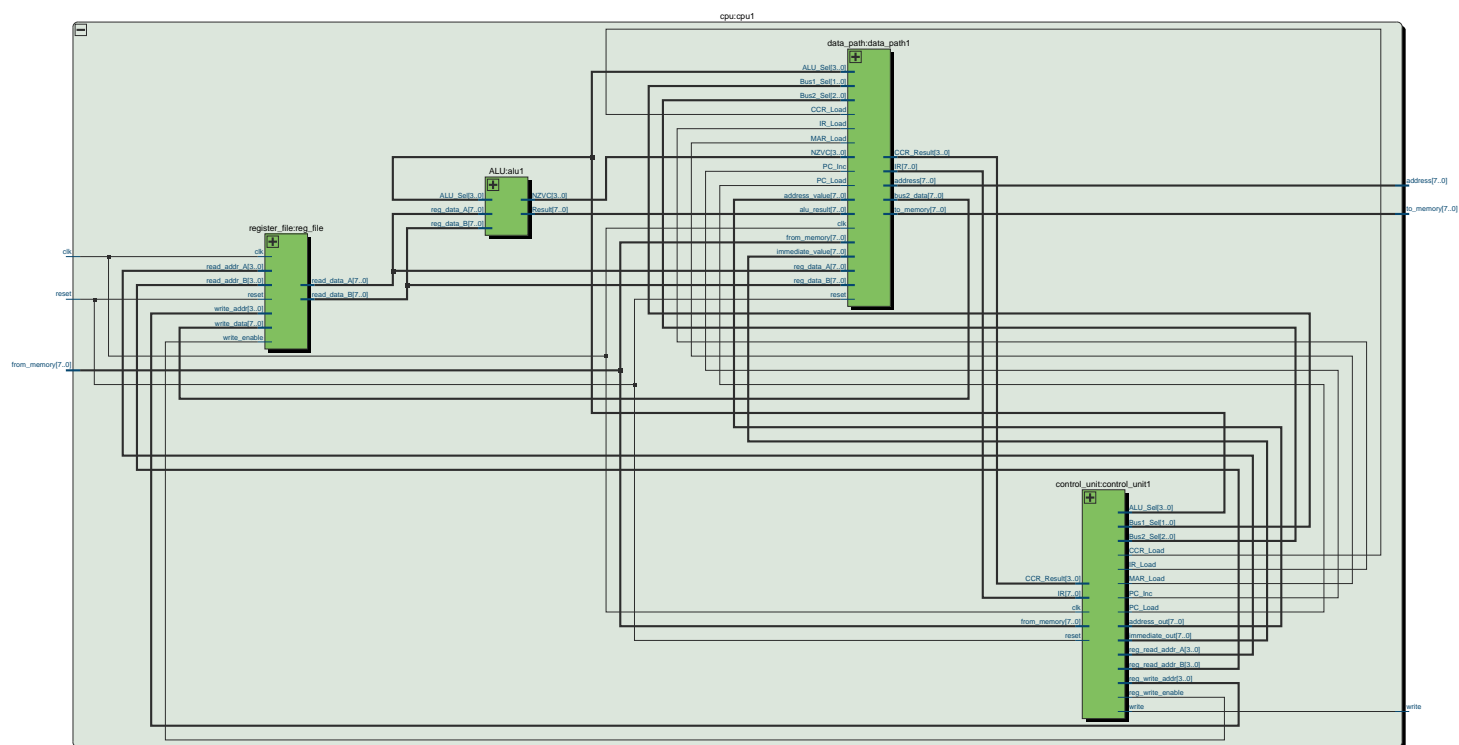 cpu:cpu1
data_path:data_path1
ALU_Sel[3..0]
Bus1_Sel[1..0]
Bus2_Sel[2..0]
CCR_Load
IR_Load
MAR_Load
NZVC[3..0]
PC_Inc
PC_Load
address_value[7..0]
alu_result[7..0]
clk
from_memory[7..0]
immediate_value[7..0]
reg_data_A[7..0]
reg_data_B[7..0]
reset
CCR_Result[3..0]
IR[7..0]
address[7..0]
bus2_data[7..0]
to_memory[7..0]
ALU:alu1
ALU_Sel[3..0]
reg_data_A[7..0]
reg_data_B[7..0]
NZVC[3..0]
Result[7..0]
register_file:reg_file
clk
read_addr_A[3..0]
read_addr_B[3..0]
reset
write_addr[3..0]
write_data[7..0]
write_enable
read_data_A[7..0]
read_data_B[7..0]
clk
reset
from_memory[7..0]
address[7..0]
to_memory[7..0]
control_unit:control_unit1
CCR_Result[3..0]
IR[7..0]
clk
from_memory[7..0]
reset
ALU_Sel[3..0]
Bus1_Sel[1..0]
Bus2_Sel[2..0]
CCR_Load
IR_Load
MAR_Load
PC_Inc
PC_Load
address_out[7..0]
immediate_out[7..0]
reg_read_addr_A[3..0]
reg_read_addr_B[3..0]
reg_write_addr[3..0]
reg_write_enable
write
write